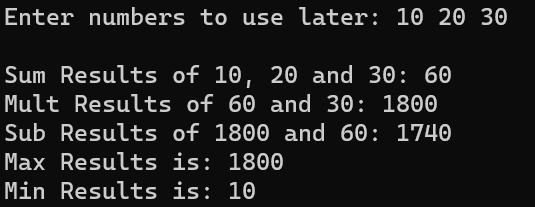 Enter numbers to use later: 10 20 30
Sum Results of 10, 20 and 30: 60
Mult Results of 60 and 30: 1800
Sub Results of 1800 and 60: 1740
Max Results is: 1800
Min Results is: 10